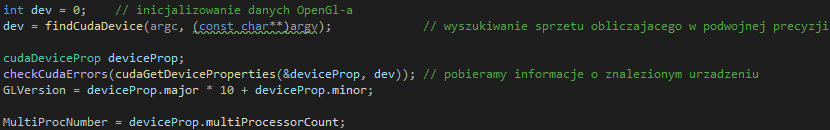 int dev = 0;    // inicjalizowanie danych OpenGl-a
dev = findCudaDevice(argc, (const char**)argv);            // wyszukiwanie sprzetu obliczajacego w podwojnej precyzji
cudaDeviceProp deviceProp;
checkCudaErrors(cudaGetDeviceProperties(&deviceProp, dev)); // pobieramy informacje o znalezionym urzadzeniu
GLVersion = deviceProp.major * 10 + deviceProp.minor;
MultiProcNumber = deviceProp.multiProcessorCount;